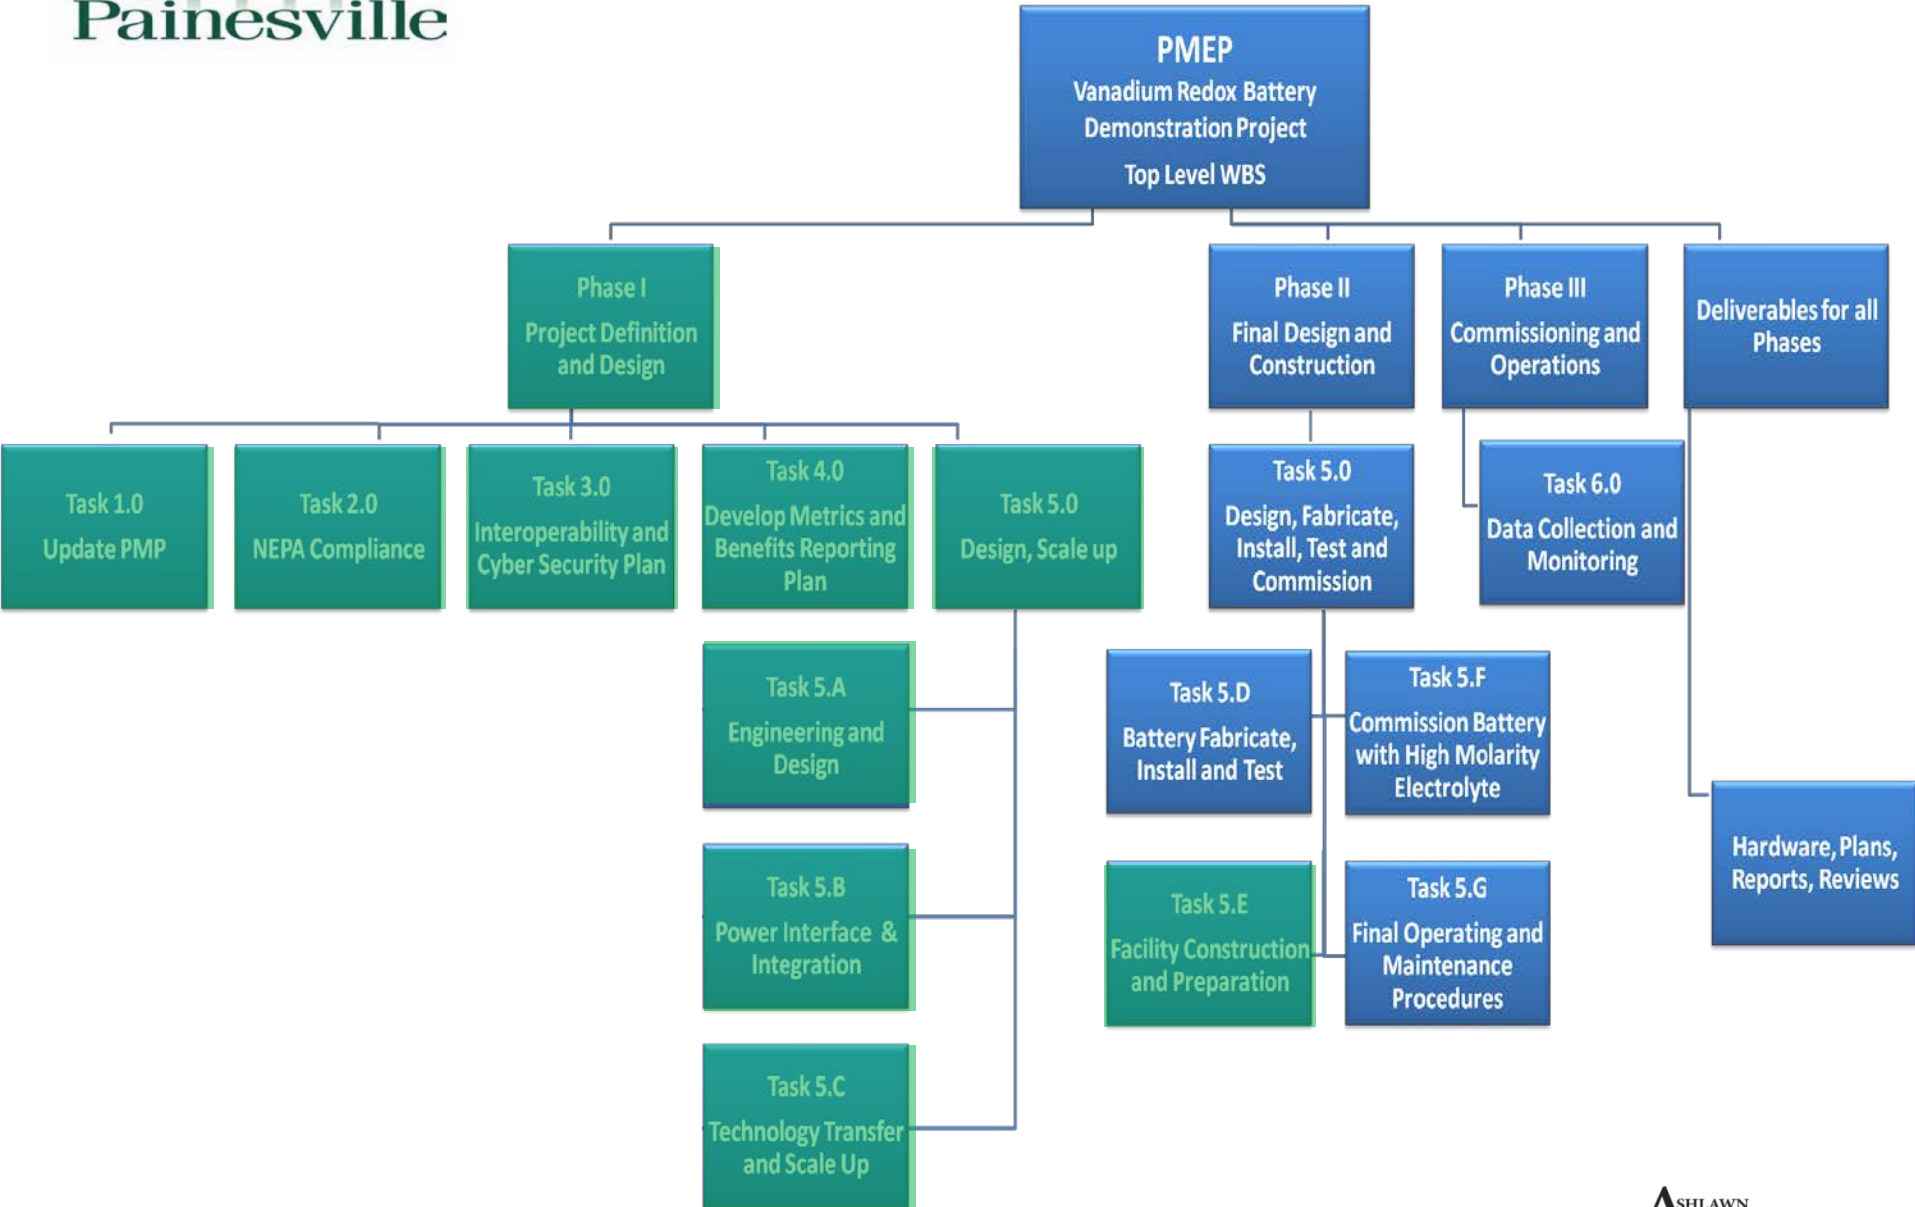 Painesville
PMEP
Vanadium Redox Battery
Demonstration Project
Top Level WBS
Phase I
Project Definition
and Design
Phase II
Final Design and
Construction
Phase III
Commissioning and
Operations
Deliverables for all
Phases
Task 1.0
Update PMP
Task 2.0
NEPA Compliance
Task 3.0
Interoperability and
Cyber Security Plan
Task 4.0
Develop Metrics and
Benefits Reporting
Plan
Task 5.0
Design, Scale up
Task 5.0
Design, Fabricate,
Install, Test and
Commission
Task 6.0
Data Collection and
Monitoring
Task 5.A
Engineering and
Design
Task 5.B
Power Interface &
Integration
Task 5.C
Technology Transfer
and Scale Up
Task 5.D
Battery Fabricate,
Install and Test
Task 5.F
Commission Battery
with High Molarity
Electrolyte
Task 5.E
Facility Construction
and Preparation
Task 5.G
Final Operating and
Maintenance
Procedures
Hardware, Plans,
Reports, Reviews
ASHLAWN